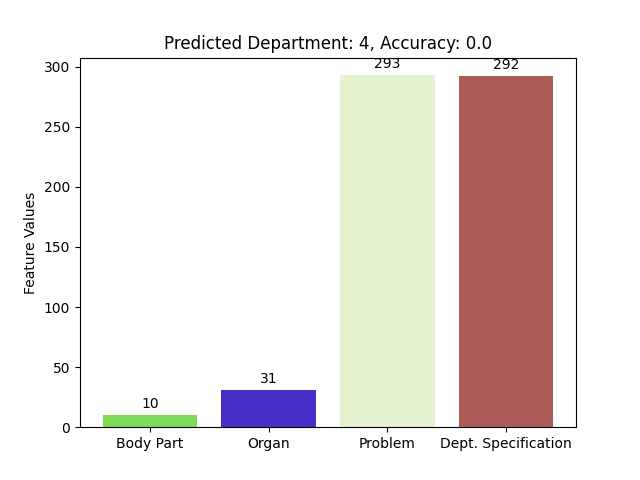 Predicted Department: 4, Accuracy: 0.0
300
250
200
150
100
50
0
Feature Values
10
31
293
292
Body Part
Organ
Problem
Dept. Specification